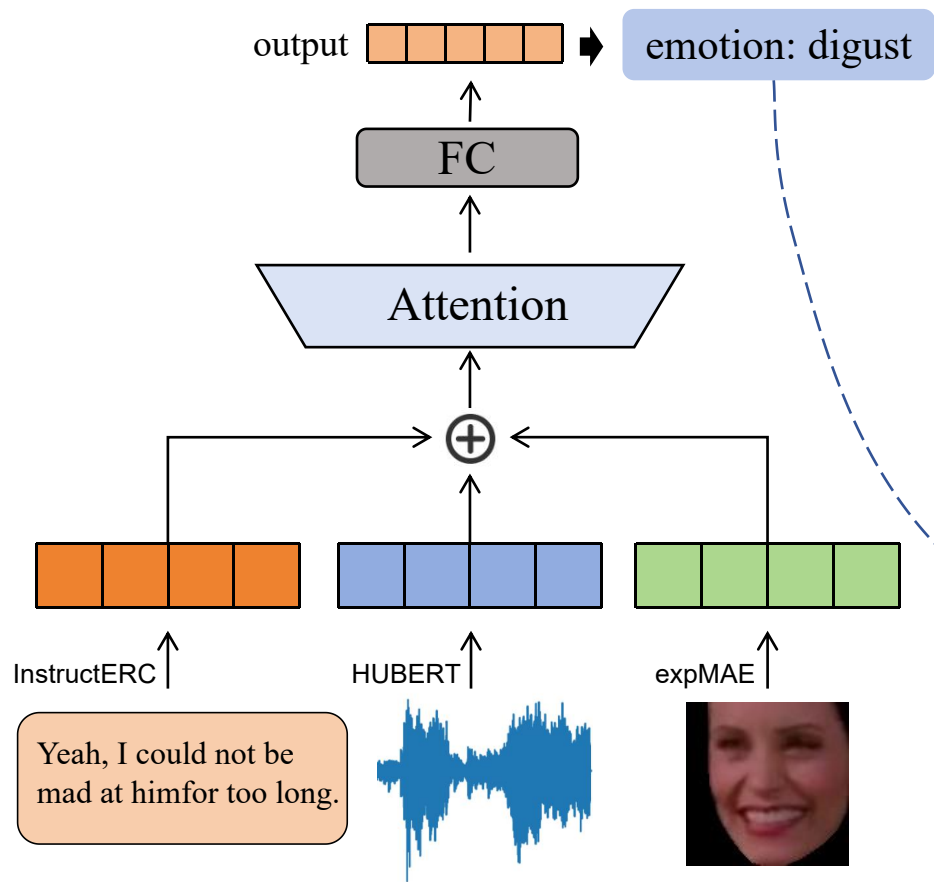 output
emotion: digust
FC
Attention
InstructERC
HUBERT
expMAE
Yeah, I could not be
mad at himfor too long.